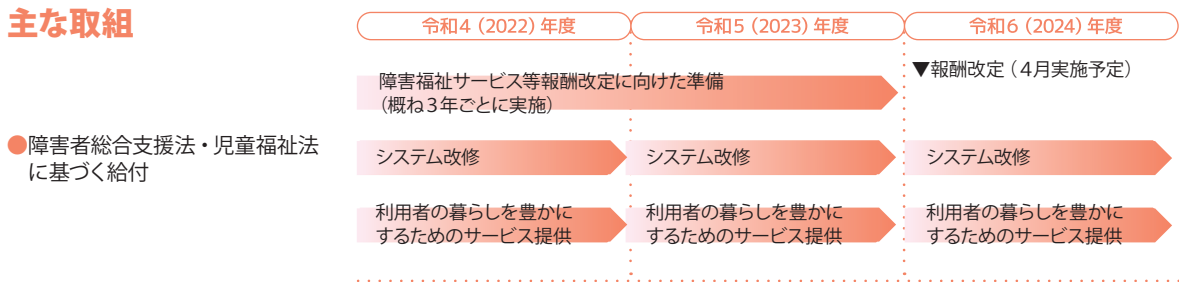 主な取組
令和4（2022）年度
令和5（2023）年度
令和6（2024）年度
障害福祉サービス等報酬改定に向けた準備
（概ね３年ごとに実施）
▼報酬改定（４月実施予定）
●障害者総合支援法・児童福祉法
に基づく給付
システム改修
システム改修
システム改修
利用者の暮らしを豊かに
するためのサービス提供
利用者の暮らしを豊かに
するためのサービス提供
利用者の暮らしを豊かに
するためのサービス提供